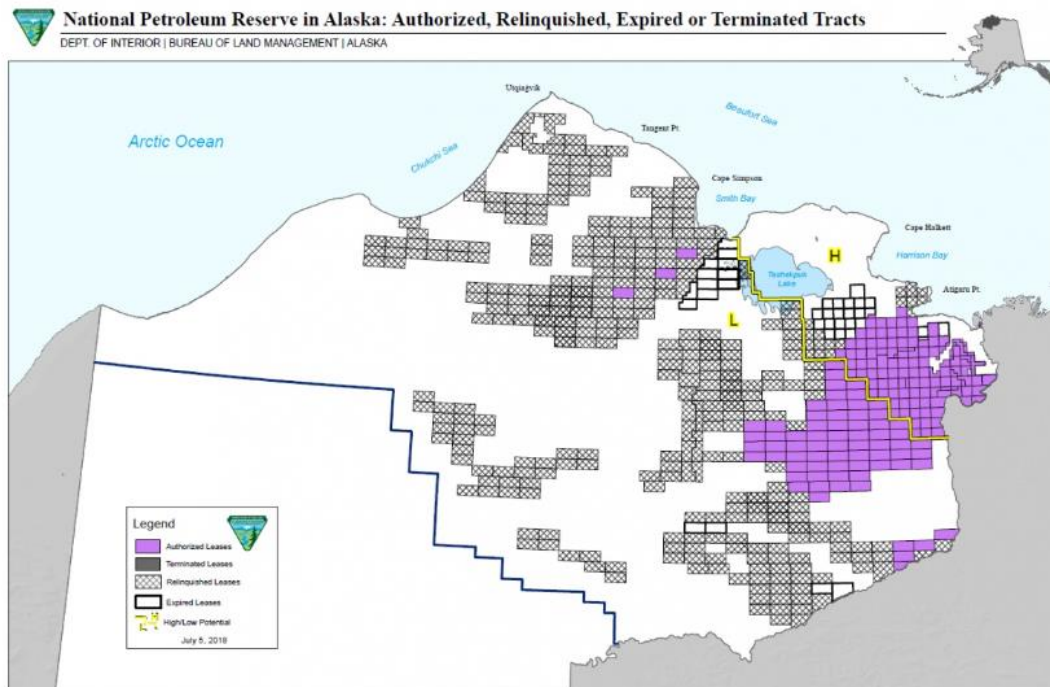 National Petroleum Reserve in Alaska: Authorized, Relinquished, Expired or Terminated Tracts
DEPT. OF INTERIOR | BUREAU OF LAND MANAGEMENT | ALASKA
Utqiagvik
Beaufort Sea
Tangent Pt.
Arctic Ocean
Chukchi Sea
Cape Simpson
Smith Bay
Cape Halkett
H
Harrison Bay
Teshekpuk
Lake
Atigaru Pt.
L
Legend
Authorized Leases
Terminated Leases
Relinquished Leases
Expired Leases
High/Low Potential
July 5, 2018